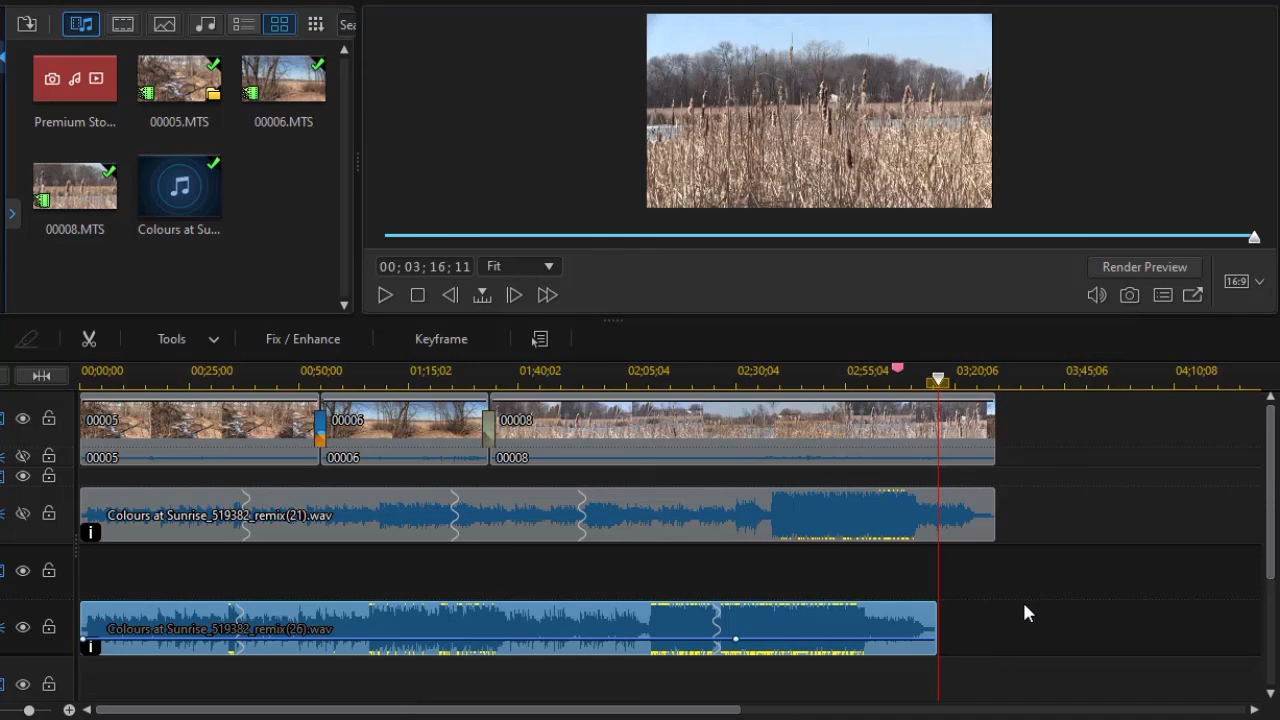 Sea
Premium Sto...
00005.MTS
00006.MTS
00008.MTS
Colours at Su...
00; 03; 16; 11
Fit
Render Preview
16:9
Tools
Fix / Enhance
Keyframe
00;00;00
00;25;00
00;50;00
01;15;02
01;40;02
02;05;04
02;30;04
02;55;04
03;20;06
03;45;06
04;10;08
00005
00006
00008
00005
00006
00008
Colours at Sunrise_519382_remix(21).wav
i
Colours at Sunrise_519382_remix(26).wav
i